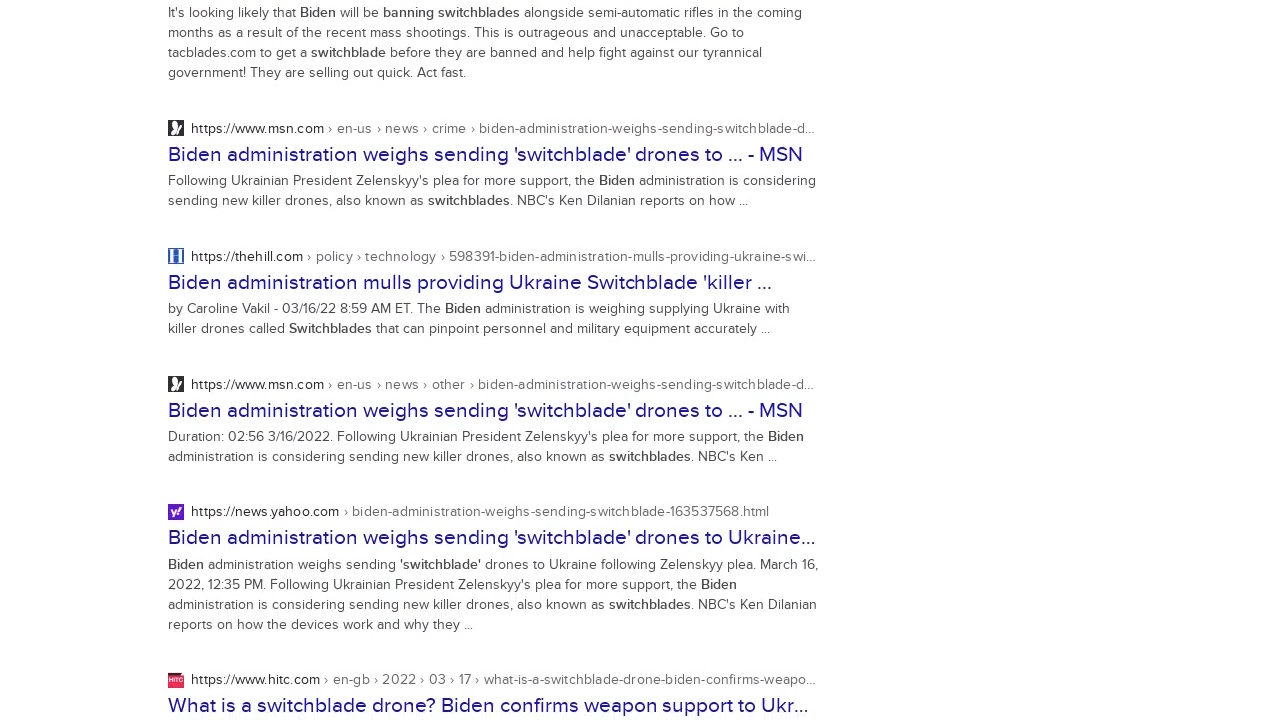 It's looking likely that Biden will be banning switchblades alongside semi-automatic rifles in the coming
months as a result of the recent mass shootings. This is outrageous and unacceptable. Go to
tacblades.com to get a switchblade before they are banned and help fight against our tyrannical
government! They are selling out quick. Act fast.
https://www.msn.com › en-us › news › crime › biden-administration-weighs-sending-switchblade-d...
Biden administration weighs sending 'switchblade' drones to ... - MSN
Following Ukrainian President Zelenskyy's plea for more support, the Biden administration is considering
sending new killer drones, also known as switchblades. NBC's Ken Dilanian reports on how ...
https://thehill.com › policy › technology › 598391-biden-administration-mulls-providing-ukraine-swi...
Biden administration mulls providing Ukraine Switchblade 'killer ...
by Caroline Vakil - 03/16/22 8:59 AM ET. The Biden administration is weighing supplying Ukraine with
killer drones called Switchblades that can pinpoint personnel and military equipment accurately ...
https://www.msn.com › en-us › news › other › biden-administration-weighs-sending-switchblade-d...
Biden administration weighs sending 'switchblade' drones to ... - MSN
Duration: 02:56 3/16/2022. Following Ukrainian President Zelenskyy's plea for more support, the Biden
administration is considering sending new killer drones, also known as switchblades. NBC's Ken ...
https://news.yahoo.com › biden-administration-weighs-sending-switchblade-163537568.html
Biden administration weighs sending 'switchblade' drones to Ukraine...
Biden administration weighs sending 'switchblade' drones to Ukraine following Zelenskyy plea. March 16,
2022, 12:35 PM. Following Ukrainian President Zelenskyy's plea for more support, the Biden
administration is considering sending new killer drones, also known as switchblades. NBC's Ken Dilanian
reports on how the devices work and why they ...
HITC https://www.hitc.com › en-gb › 2022 › 03 › 17 › what-is-a-switchblade-drone-biden-confirms-weapo...
What is a switchblade drone? Biden confirms weapon support to Ukr...